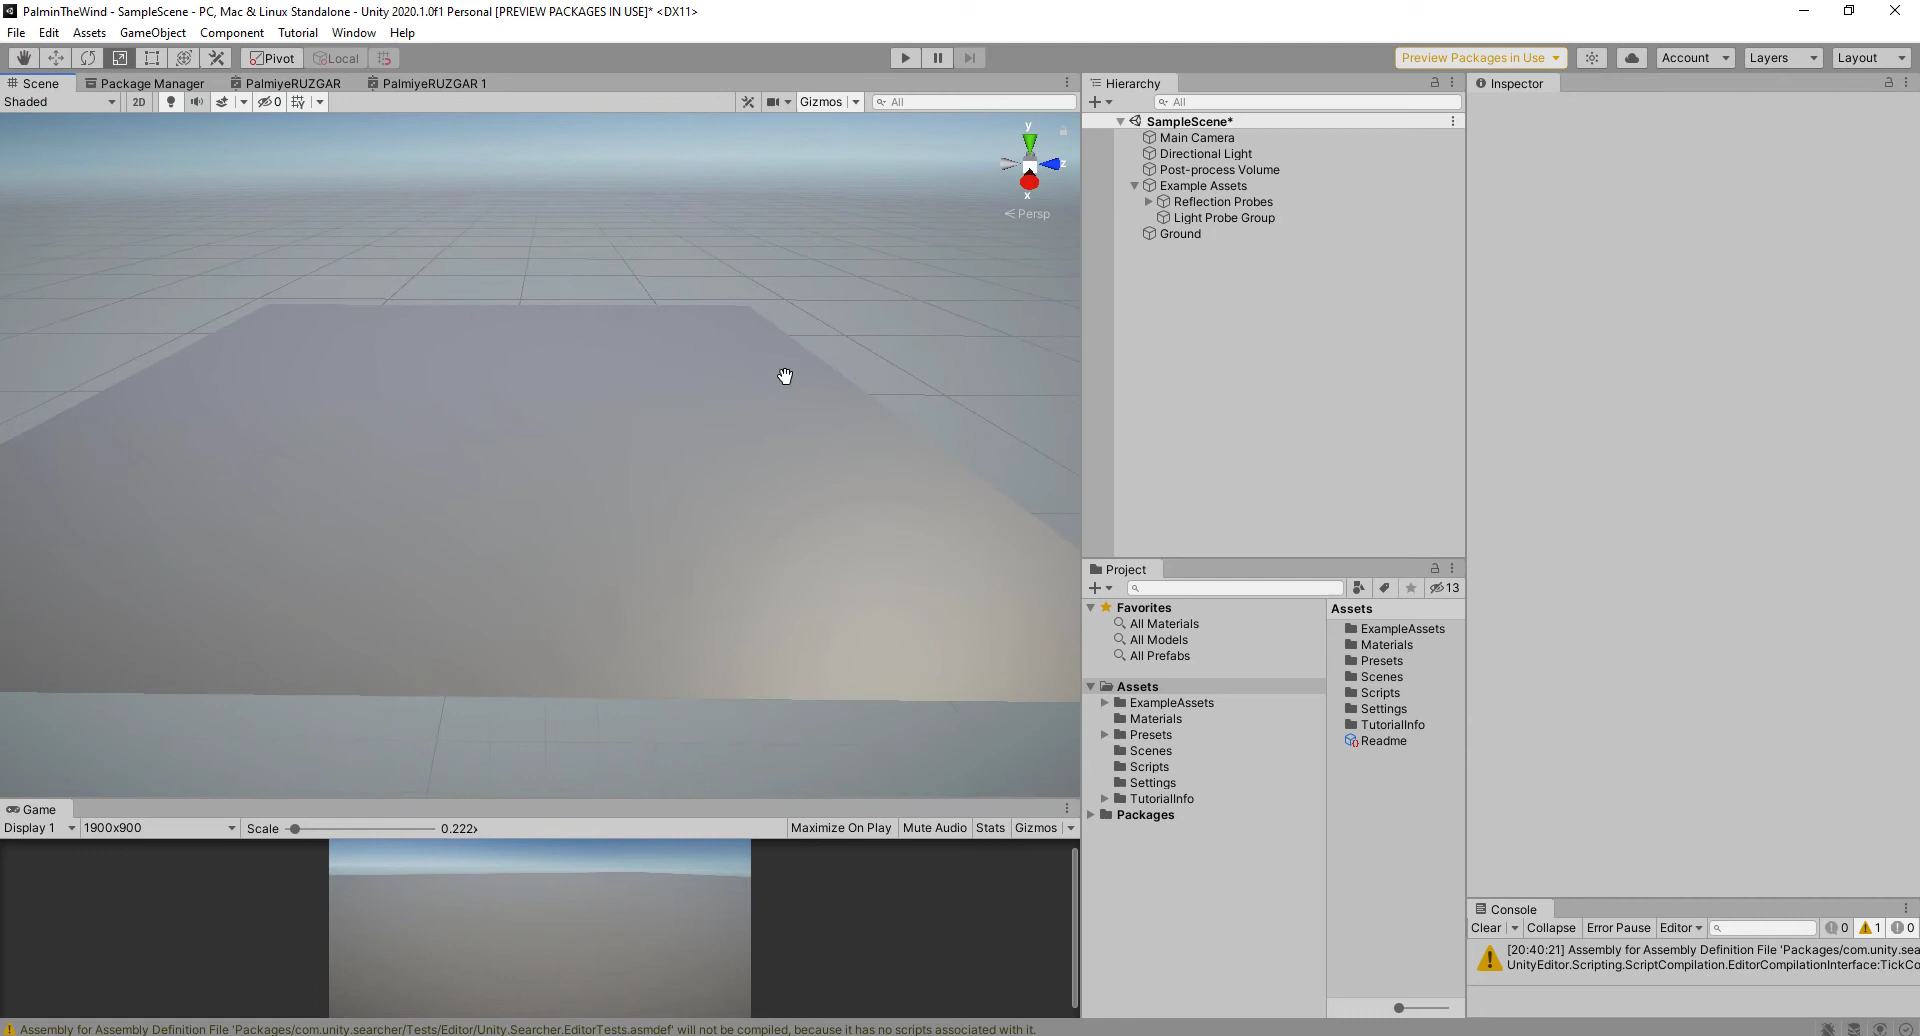 PalminTheWind - SampleScene - PC, Mac & Linux Standalone - Unity 2020.1.0f1 Personal [PREVIEW PACKAGES IN USE]* <DX11>
File Edit Assets GameObject Component Tutorial Window Help
Pivot Local Preview Packages in Use Account Layers Layout
Scene Package Manager PalmiyeRUZGAR PalmiyeRUZGAR 1
Shaded 2D 0 Gizmos All
y
z
x
Persp
Hierarchy
All
SampleScene*
Main Camera
Directional Light
Post-process Volume
Example Assets
Reflection Probes
Light Probe Group
Ground
Inspector
Project
13
Favorites
All Materials
All Models
All Prefabs
Assets
ExampleAssets
Materials
Presets
Scenes
Scripts
Settings
TutorialInfo
Packages
Assets
ExampleAssets
Materials
Presets
Scenes
Scripts
Settings
TutorialInfo
Readme
Game
Display 1 1900x900 Scale 0.222x Maximize On Play Mute Audio Stats Gizmos
Console
Clear Collapse Error Pause Editor 0 1 0
[20:40:21] Assembly for Assembly Definition File 'Packages/com.unity.sea
UnityEditor.Scripting.ScriptCompilation.EditorCompilationInterface:TickCo
Assembly for Assembly Definition File 'Packages/com.unity.searcher/Tests/Editor/Unity.Searcher.EditorTests.asmdef' will not be compiled, because it has no scripts associated with it.